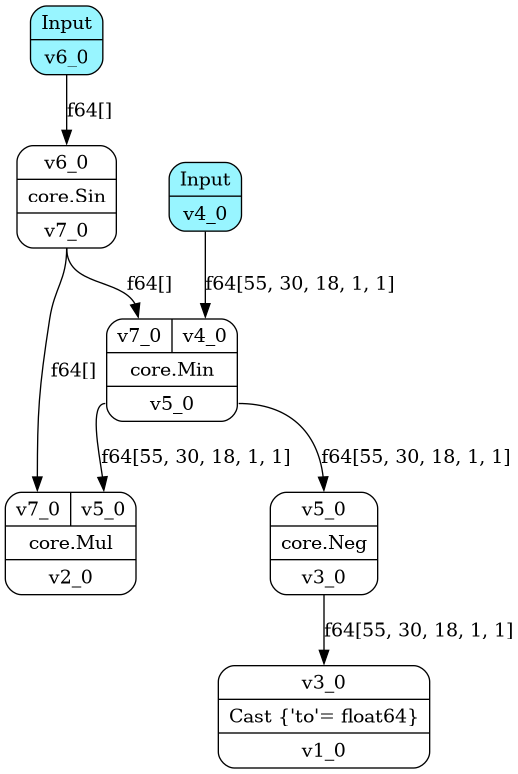 Input
v6_0
f64[]
v6_0
core.Sin
v7_0
Input
v4_0
f64[]
f64[55, 30, 18, 1, 1]
v7_0 v4_0
core.Min
v5_0
f64[]
f64[55, 30, 18, 1, 1]
f64[55, 30, 18, 1, 1]
v7_0 v5_0
core.Mul
v2_0
v5_0
core.Neg
v3_0
f64[55, 30, 18, 1, 1]
v3_0
Cast {'to'= float64}
v1_0